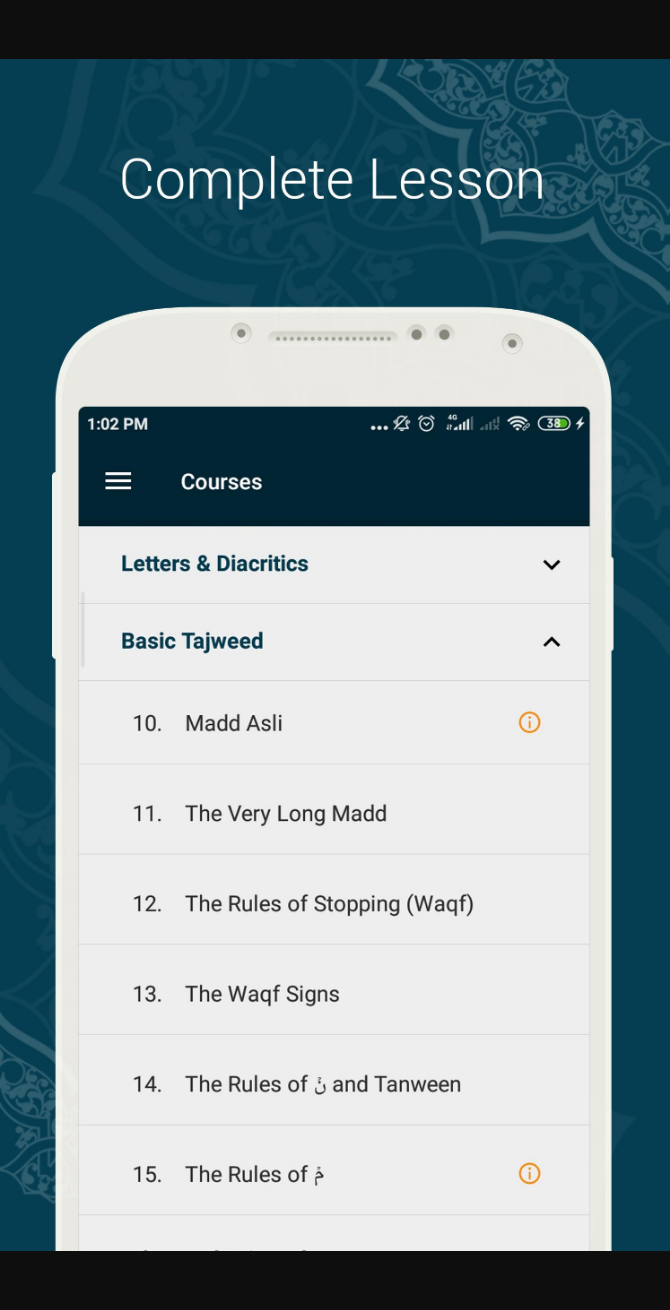 Complete Lesson
1:02 PM
4G
38
Courses
Letters & Diacritics
Basic Tajweed
10. Madd Asli
11. The Very Long Madd
12. The Rules of Stopping (Waqf)
13. The Waqf Signs
14. The Rules of نْ and Tanween
15. The Rules of مْ